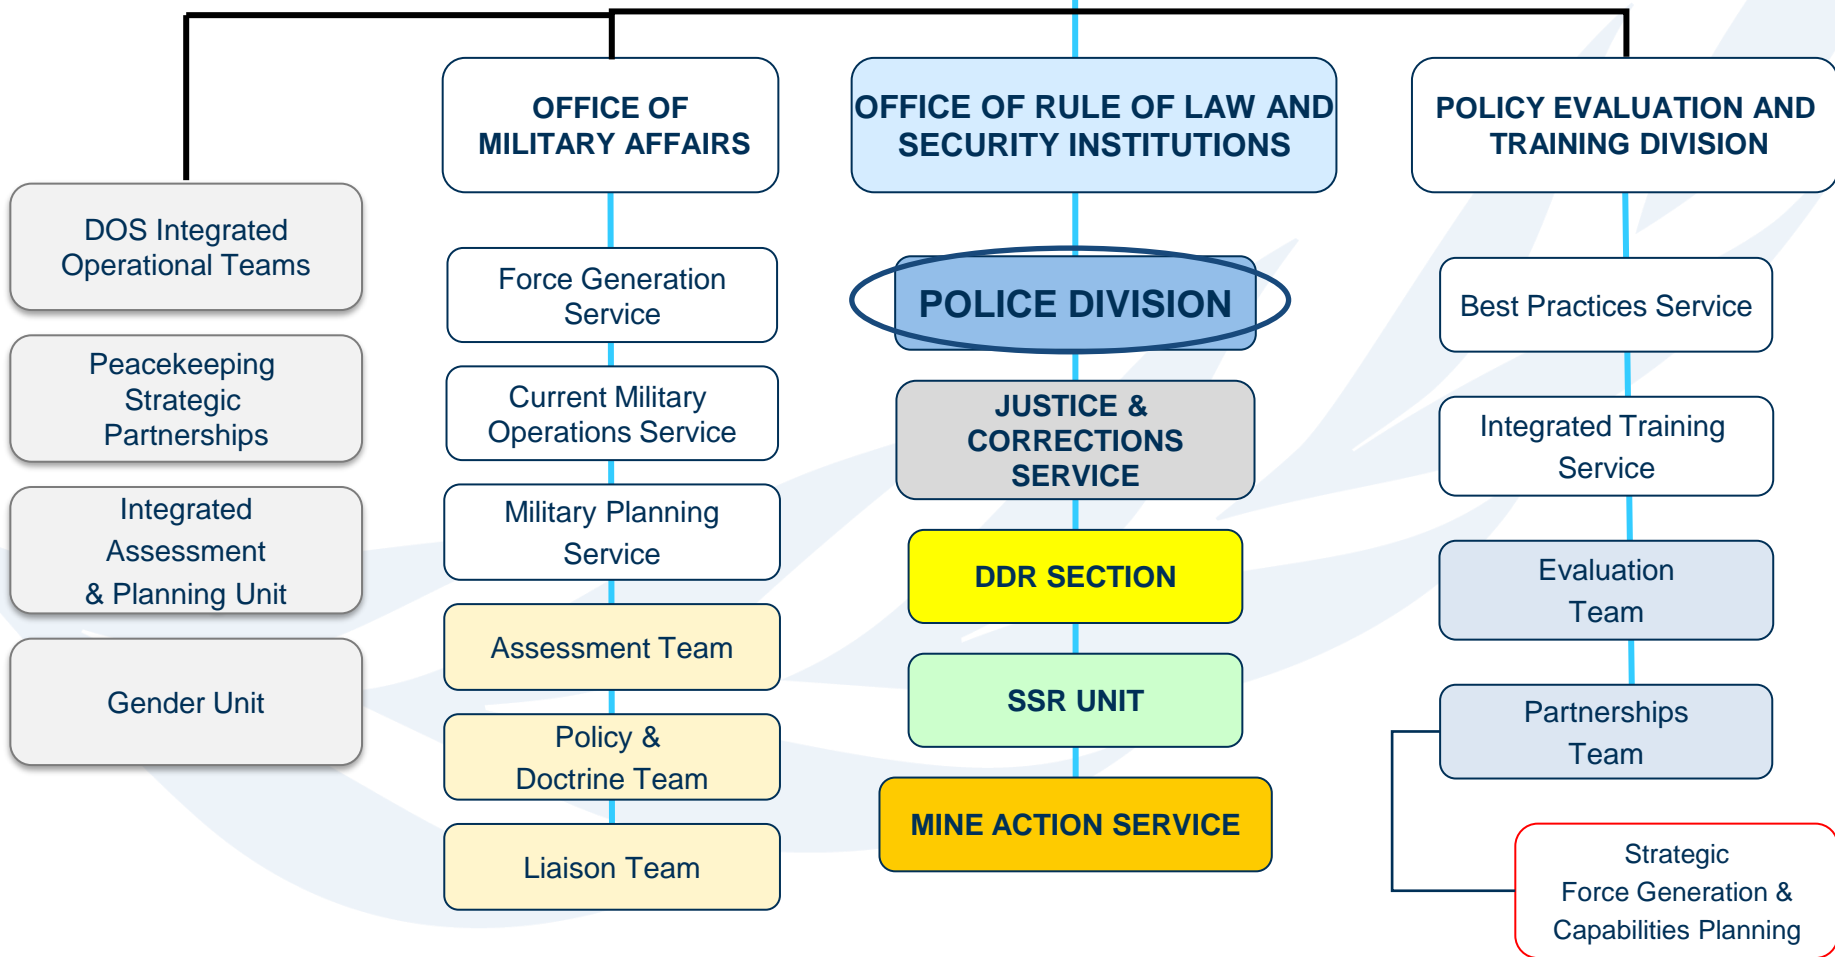 DOS Integrated
Operational Teams
Peacekeeping
Strategic
Partnerships
Integrated
Assessment
& Planning Unit
Gender Unit
OFFICE OF
MILITARY AFFAIRS
Force Generation
Service
Current Military
Operations Service
Military Planning
Service
Assessment Team
Policy &
Doctrine Team
Liaison Team
OFFICE OF RULE OF LAW AND
SECURITY INSTITUTIONS
POLICE DIVISION
JUSTICE &
CORRECTIONS
SERVICE
DDR SECTION
SSR UNIT
MINE ACTION SERVICE
POLICY EVALUATION AND
TRAINING DIVISION
Best Practices Service
Integrated Training
Service
Evaluation
Team
Partnerships
Team
Strategic
Force Generation &
Capabilities Planning